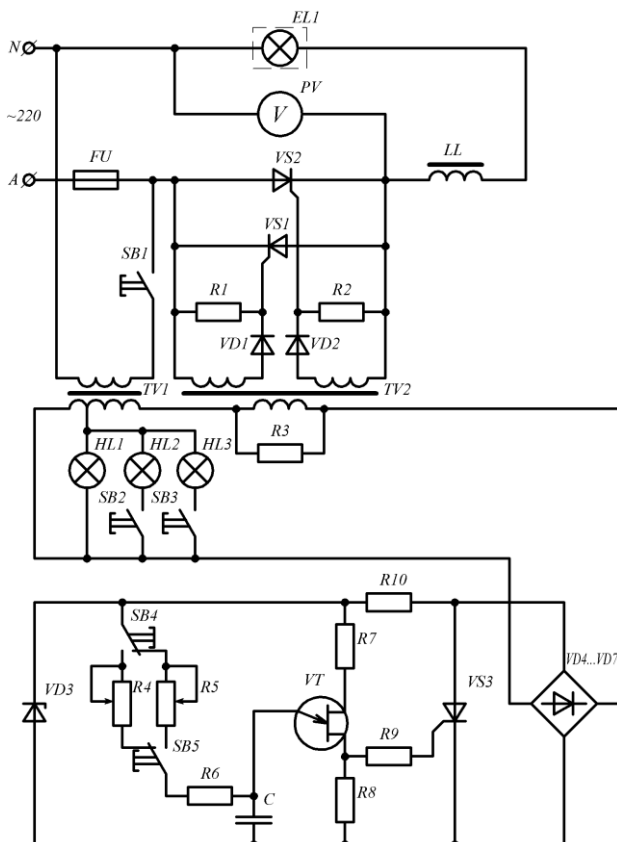 EL1
N
PV
V
~220
LL
FU
VS2
A
VS1
SB1
R1
R2
VD1
VD2
TV1
TV2
R3
HL1
HL2
HL3
SB2
SB3
R10
SB4
R7
VD4...VD7
VT
VS3
VD3
R4
R5
R9
SB5
R6
R8
C